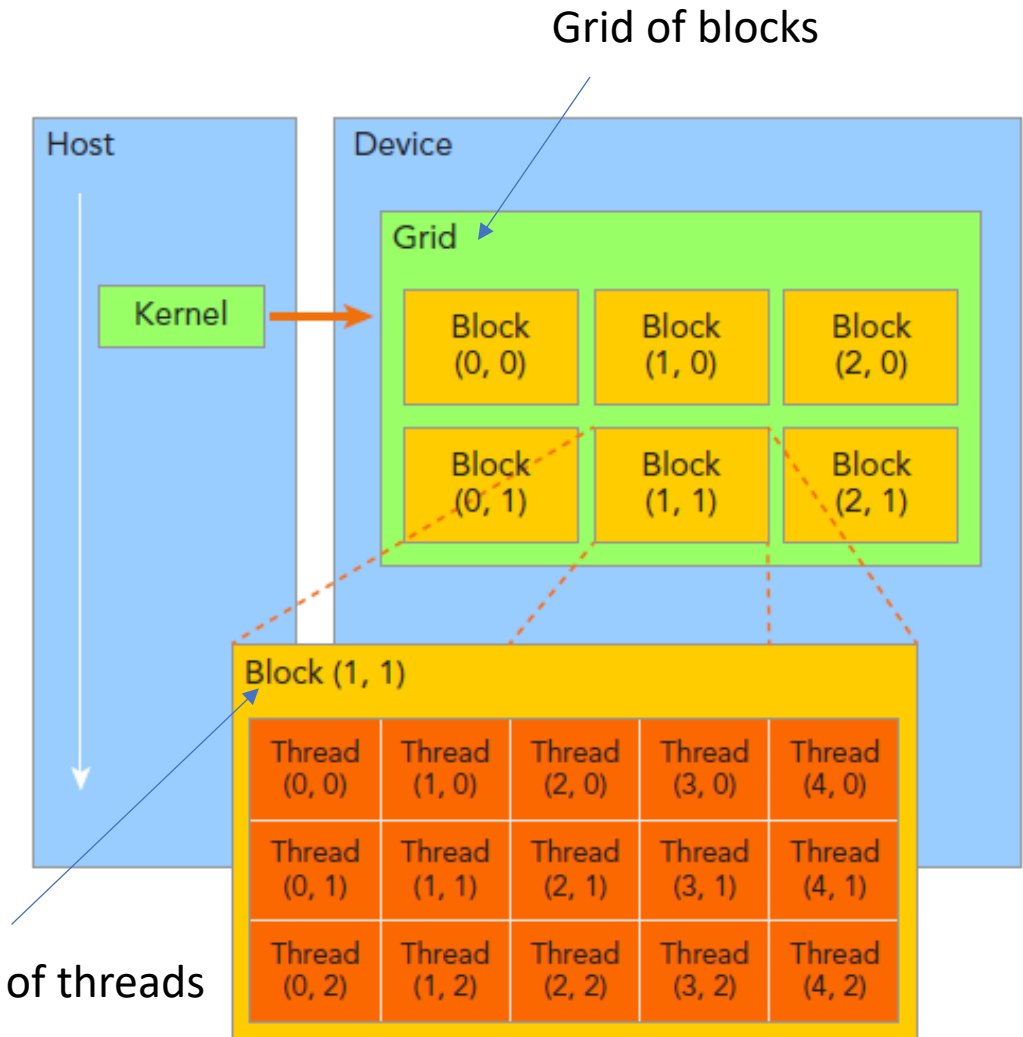 Grid of blocks
Host
Device
Grid
Kernel
Block
(0, 0)
Block
(1, 0)
Block
(2, 0)
Block
(0, 1)
Block
(1, 1)
Block
(2, 1)
Block (1, 1)
Thread
(0, 0)
Thread
(1, 0)
Thread
(2, 0)
Thread
(3, 0)
Thread
(4, 0)
Thread
(0, 1)
Thread
(1, 1)
Thread
(2, 1)
Thread
(3, 1)
Thread
(4, 1)
Thread
(0, 2)
Thread
(1, 2)
Thread
(2, 2)
Thread
(3, 2)
Thread
(4, 2)
of threads